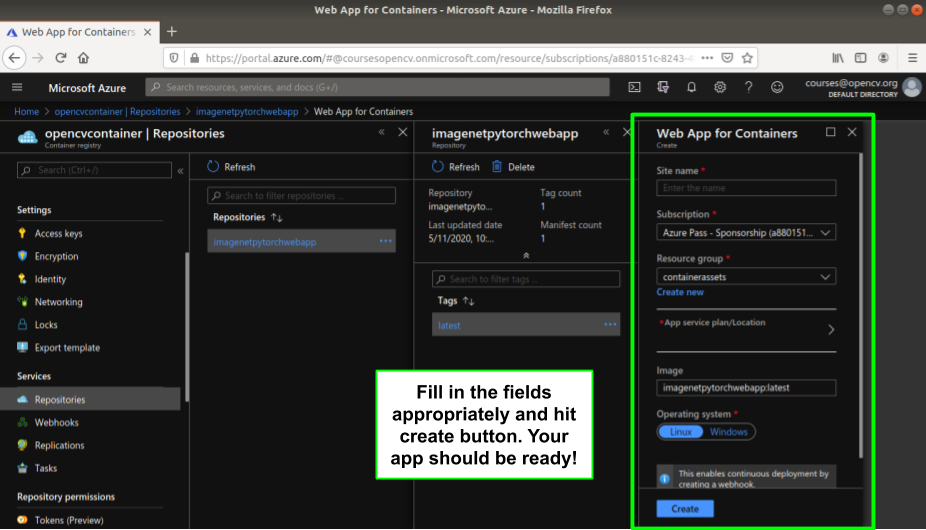 Web App for Containers - Microsoft Azure - Mozilla Firefox
Web App for Containers
https://portal.azure.com/#@coursesopencv.onmicrosoft.com/resource/subscriptions/a880151c-8243-4
Microsoft Azure
Search resources, services, and docs (G+/)
courses@opencv.org
DEFAULT DIRECTORY
Home > opencvcontainer | Repositories > imagenetpytorchwebapp > Web App for Containers
opencvcontainer | Repositories
Container registry
Search (Ctrl+/)
Settings
Access keys
Encryption
Identity
Networking
Locks
Export template
Services
Repositories
Webhooks
Replications
Tasks
Repository permissions
Tokens (Preview)
Refresh
Search to filter repositories ...
Repositories
imagenetpytorchwebapp
imagenetpytorchwebapp
Repository
Refresh
Delete
Repository
imagenetpyto...
Tag count
1
Last updated date
5/11/2020, 10:...
Manifest count
1
Search to filter tags ...
Tags
latest
Fill in the fields
appropriately and hit
create button. Your
app should be ready!
Web App for Containers
Create
Site name *
Enter the name
Subscription *
Azure Pass - Sponsorship (a880151...
Resource group *
containerassets
Create new
* App service plan/Location
Image
imagenetpytorchwebapp:latest
Operating system *
Linux
Windows
This enables continuous deployment by
creating a webhook.
Create